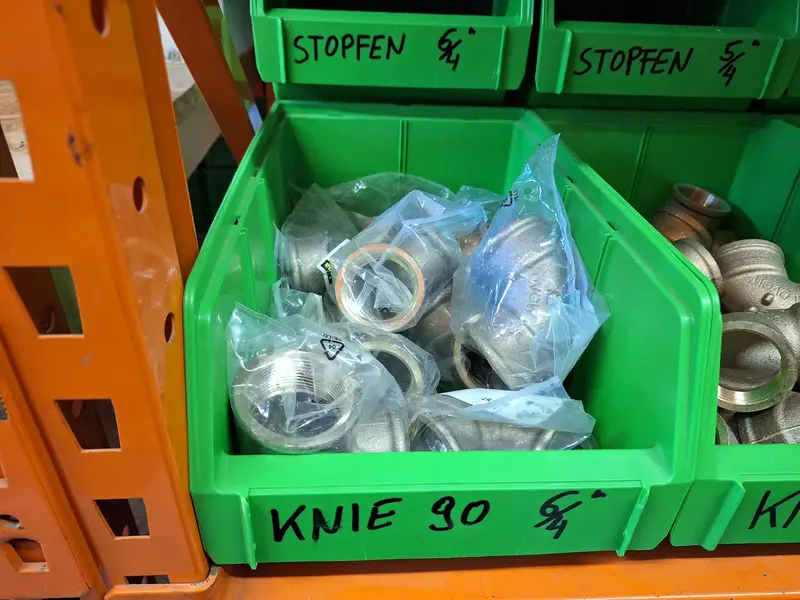 STOPFEN 6/4"
STOPFEN 5/4"
KNIE 90 6/4"